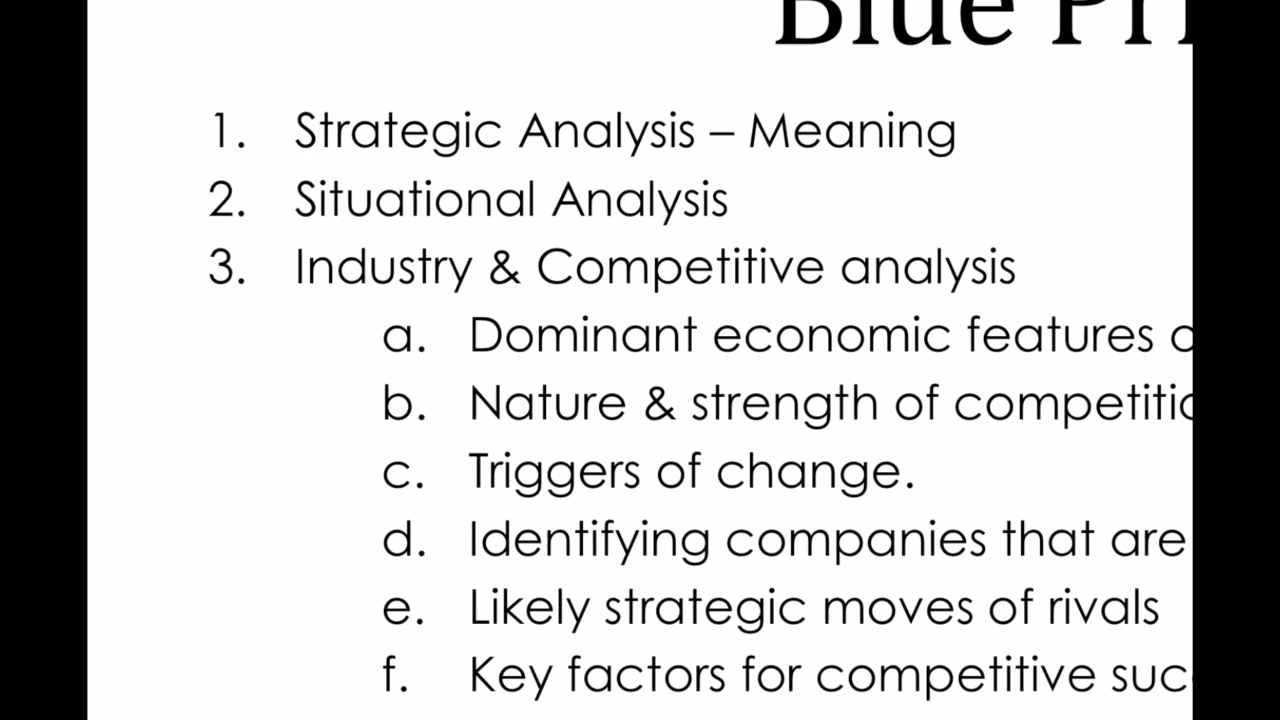 Blue
1. Strategic Analysis – Meaning
2. Situational Analysis
3. Industry & Competitive analysis
a. Dominant economic features
b. Nature & strength of
c. Triggers of change.
d. Identifying companies that are
e. Likely strategic moves of rivals
f. Key factors for competitive